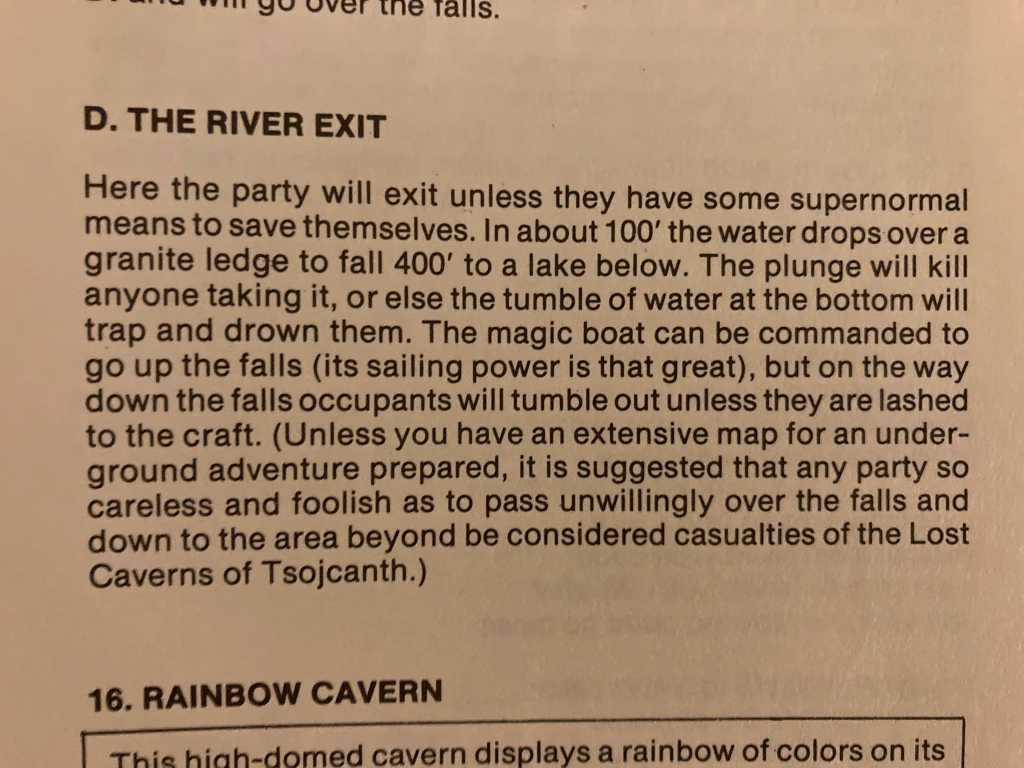 and will go over the falls.
D. THE RIVER EXIT
Here the party will exit unless they have some supernormal
means to save themselves. In about 100′ the water drops over a
granite ledge to fall 400′ to a lake below. The plunge will kill
anyone taking it, or else the tumble of water at the bottom will
trap and drown them. The magic boat can be commanded to
go up the falls (its sailing power is that great), but on the way
down the falls occupants will tumble out unless they are lashed
to the craft. (Unless you have an extensive map for an under-
ground adventure prepared, it is suggested that any party so
careless and foolish as to pass unwillingly over the falls and
down to the area beyond be considered casualties of the Lost
Caverns of Tsojcanth.)
16. RAINBOW CAVERN
This high-domed cavern displays a rainbow of colors on its